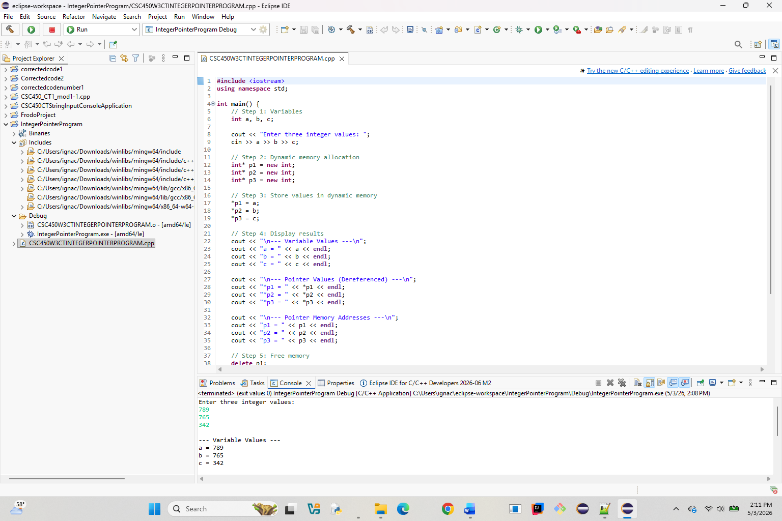 eclipse-workspace - IntegerPointerProgram/CSC450W3CTINTEGERPOINTERPROGRAM.cpp - Eclipse IDE
File Edit Source Refactor Navigate Search Project Run Window Help
Run
IntegerPointerProgram Debug
Project Explorer
correctedcode1
Correctedcode2
correctedcodenumber1
CSC450_CT1_mod1-1.cpp
CSC450CTStringInputConsoleApplication
FrodoProject
IntegerPointerProgram
Binaries
Includes
C:/Users/ignac/Downloads/winlibs/mingw64/include
C:/Users/ignac/Downloads/winlibs/mingw64/include/c++
C:/Users/ignac/Downloads/winlibs/mingw64/include/c++
C:/Users/ignac/Downloads/winlibs/mingw64/include/c++
C:/Users/ignac/Downloads/winlibs/mingw64/lib/gcc/x86_
C:/Users/ignac/Downloads/winlibs/mingw64/lib/gcc/x86_
C:/Users/ignac/Downloads/winlibs/mingw64/lib/gcc/x86_
C:/Users/ignac/Downloads/winlibs/mingw64/x86_64-w64-
Debug
CSC450W3CTINTEGERPOINTERPROGRAM.o - [amd64/le]
IntegerPointerProgram.exe - [amd64/le]
CSC450W3CTINTEGERPOINTERPROGRAM.cpp
CSC450W3CTINTEGERPOINTERPROGRAM.cpp
Try the new C/C++ editing experience - Learn more - Give feedback
1 #include <iostream>
2 using namespace std;
3
4 int main() {
5 // Step 1: Variables
6 int a, b, c;
7
8 cout << "Enter three integer values: ";
9 cin >> a >> b >> c;
10
11 // Step 2: Dynamic memory allocation
12 int* p1 = new int;
13 int* p2 = new int;
14 int* p3 = new int;
15
16 // Step 3: Store values in dynamic memory
17 *p1 = a;
18 *p2 = b;
19 *p3 = c;
20
21 // Step 4: Display results
22 cout << "\n--- Variable Values ---\n";
23 cout << "a = " << a << endl;
24 cout << "b = " << b << endl;
25 cout << "c = " << c << endl;
26
27 cout << "\n--- Pointer Values (Dereferenced) ---\n";
28 cout << "*p1 = " << *p1 << endl;
29 cout << "*p2 = " << *p2 << endl;
30 cout << "*p3 = " << *p3 << endl;
31
32 cout << "\n--- Pointer Memory Addresses ---\n";
33 cout << "p1 = " << p1 << endl;
34 cout << "p2 = " << p2 << endl;
35 cout << "p3 = " << p3 << endl;
36
37 // Step 5: Free memory
38 delete p1;
Problems Tasks Console Properties Eclipse IDE for C/C++ Developers 2026-06 M2
<terminated> (exit value: 0) IntegerPointerProgram Debug [C/C++ Application] C:\Users\ignac\eclipse-workspace\IntegerPointerProgram\Debug\IntegerPointerProgram.exe (5/3/26, 2:08 PM)
Enter three integer values:
789
765
342
--- Variable Values ---
a = 789
b = 765
c = 342
58°
Search
2:11 PM
5/3/2026